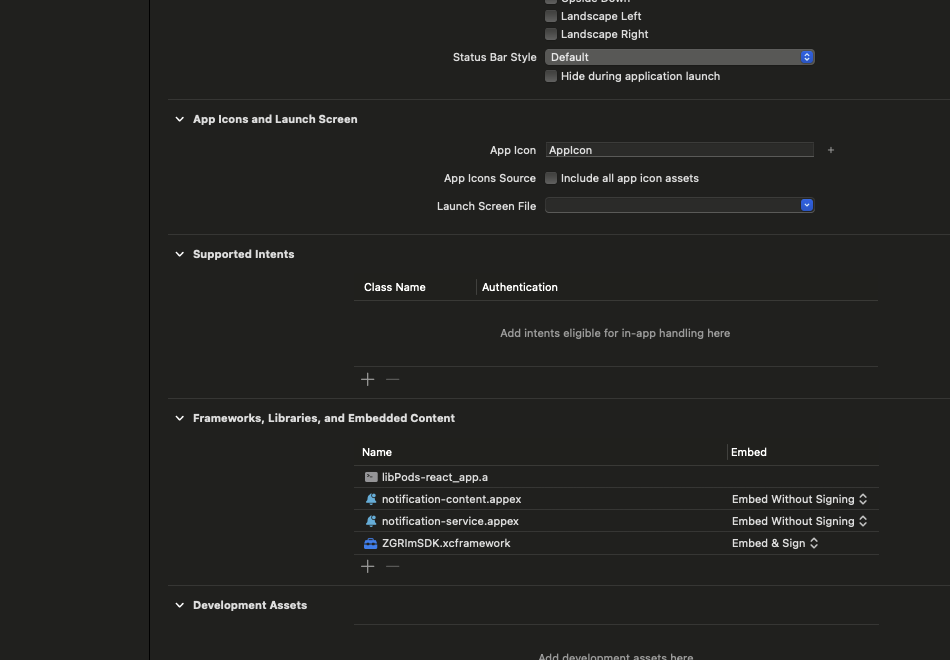 Upside Down
Landscape Left
Landscape Right
Status Bar Style Default
Hide during application launch
App Icons and Launch Screen
App Icon AppIcon
App Icons Source Include all app icon assets
Launch Screen File
Supported Intents
Class Name Authentication
Add intents eligible for in-app handling here
Frameworks, Libraries, and Embedded Content
Name Embed
libPods-react_app.a
notification-content.appex Embed Without Signing
notification-service.appex Embed Without Signing
ZGRImSDK.xcframework Embed & Sign
Development Assets
Add development assets here